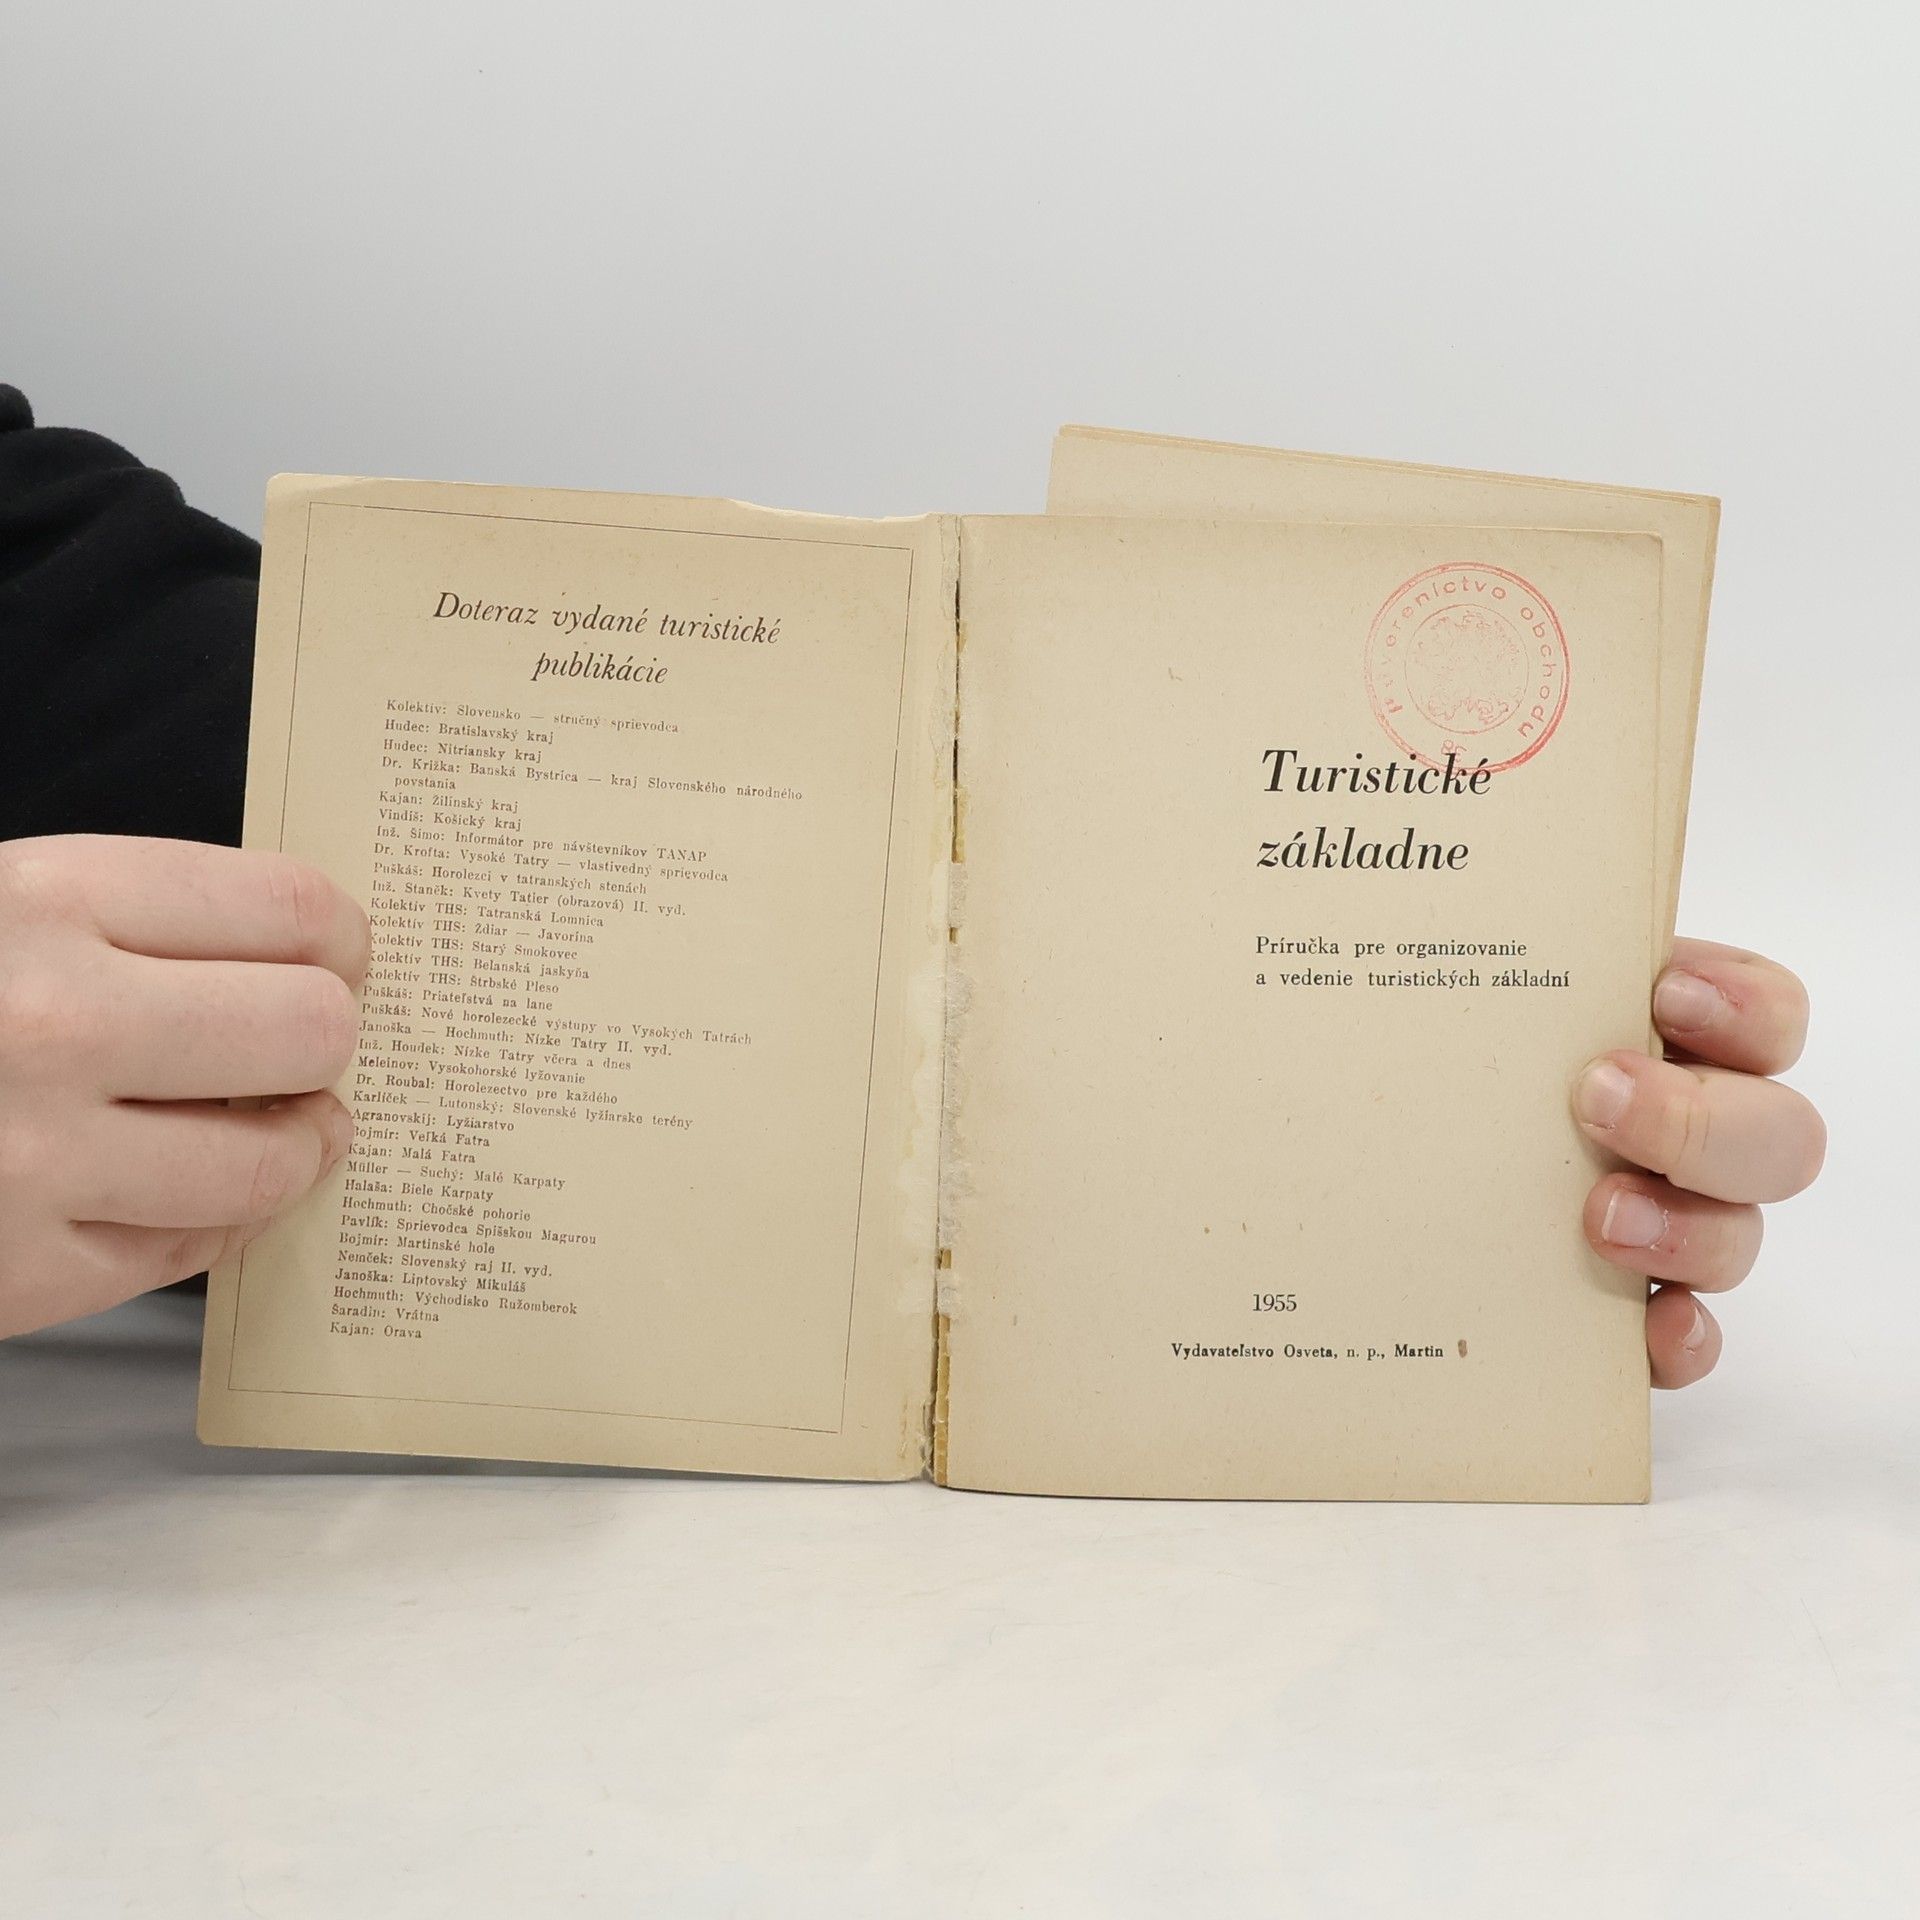 Doteraz vydané turistické
publikácie
Kolektív: Slovensko — stručný sprievodca
Hudec: Bratislavský kraj
Hudec: Nitriansky kraj
Dr. Križka: Banská Bystrica — kraj Slovenského národného
povstania
Kajan: Žilinský kraj
Vindiš: Košický kraj
Inž. Šimo: Informátor pre návštevníkov TANAP
Dr. Krofta: Vysoké Tatry — vlastivedný sprievodca
Puškáš: Horolezci v tatranských stenách
Inž. Staněk: Kvety Tatier (obrazová) II. vyd.
Kolektív THS: Tatranská Lomnica
Kolektív THS: Ždiar — Javorina
Kolektív THS: Starý Smokovec
Kolektív THS: Belanská jaskyňa
Kolektív THS: Štrbské Pleso
Puškáš: Priateľstvá na lane
Puškáš: Nové horolezecké výstupy vo Vysokých Tatrách
Janoška — Hochmuth: Nízke Tatry II. vyd.
Inž. Houdek: Nízke Tatry včera a dnes
Meleinov: Vysokohorské lyžovanie
Dr. Roubal: Horolezectvo pre každého
Karlíček — Lutonský: Slovenské lyžiarske terény
Agranovskij: Lyžiarstvo
Bojmír: Veľká Fatra
Kajan: Malá Fatra
Müller — Suchý: Malé Karpaty
Halaša: Biele Karpaty
Hochmuth: Chočské pohorie
Pavlík: Sprievodca Spišskou Magurou
Bojmír: Martinské hole
Nemček: Slovenský raj II. vyd.
Janoška: Liptovský Mikuláš
Hochmuth: Východisko Ružomberok
Šaradin: Vrátna
Kajan: Orava
Povereníctvo obchodu
38
Turistické
základne
Príručka pre organizovanie
a vedenie turistických základní
1955
Vydavateľstvo Osveta, n. p., Martin